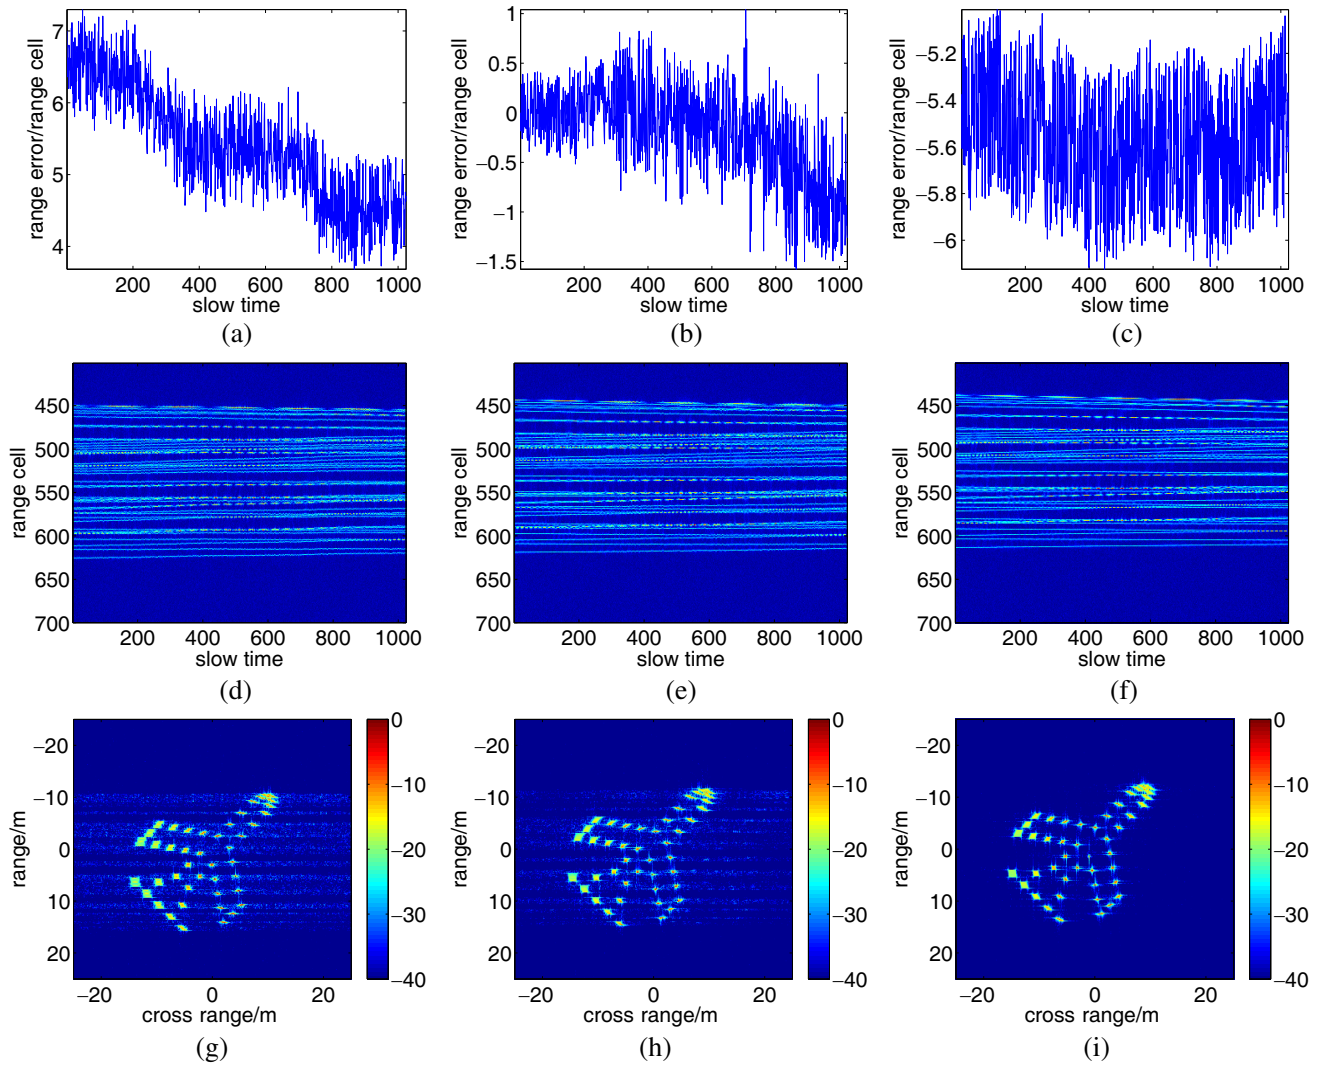 7
6
5
4
range error/range cell
200 400 600 800 1000
slow time
(a)
1
0.5
0
−0.5
−1
−1.5
range error/range cell
200 400 600 800 1000
slow time
(b)
−5.2
−5.4
−5.6
−5.8
−6
range error/range cell
200 400 600 800 1000
slow time
(c)
450
500
550
600
650
700
range cell
200 400 600 800 1000
slow time
(d)
450
500
550
600
650
700
range cell
200 400 600 800 1000
slow time
(e)
450
500
550
600
650
700
range cell
200 400 600 800 1000
slow time
(f)
−20
−10
0
10
20
range/m
−20 0 20
cross range/m
0
−10
−20
−30
−40
(g)
−20
−10
0
10
20
range/m
−20 0 20
cross range/m
0
−10
−20
−30
−40
(h)
−20
−10
0
10
20
range/m
−20 0 20
cross range/m
0
−10
−20
−30
−40
(i)